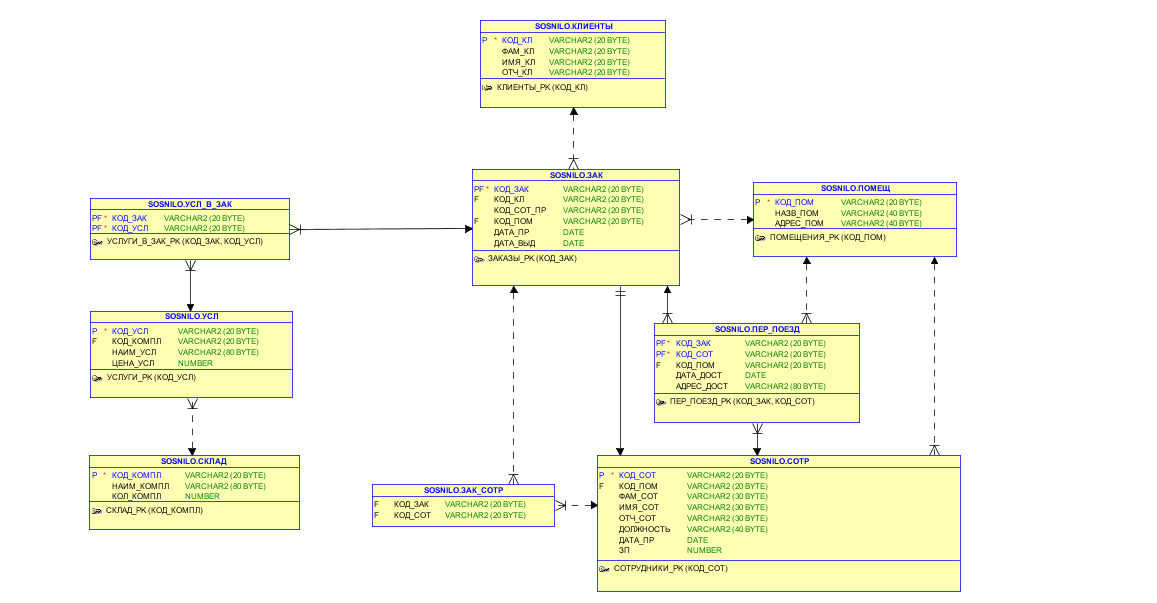 SOSNILO.КЛИЕНТЫ
P * КОД_КЛ VARCHAR2 (20 BYTE)
ФАМ_КЛ VARCHAR2 (20 BYTE)
ИМЯ_КЛ VARCHAR2 (20 BYTE)
ОТЧ_КЛ VARCHAR2 (20 BYTE)
КЛИЕНТЫ_PK (КОД_КЛ)
SOSNILO.ЗАК
PF * КОД_ЗАК VARCHAR2 (20 BYTE)
F КОД_КЛ VARCHAR2 (20 BYTE)
КОД_СОТ_ПР VARCHAR2 (20 BYTE)
F КОД_ПОМ VARCHAR2 (20 BYTE)
ДАТА_ПР DATE
ДАТА_ВЫД DATE
ЗАКАЗЫ_PK (КОД_ЗАК)
SOSNILO.ПОМЕЩ
P * КОД_ПОМ VARCHAR2 (20 BYTE)
НАЗВ_ПОМ VARCHAR2 (40 BYTE)
АДРЕС_ПОМ VARCHAR2 (40 BYTE)
ПОМЕЩЕНИЯ_PK (КОД_ПОМ)
SOSNILO.УСЛ_В_ЗАК
PF * КОД_ЗАК VARCHAR2 (20 BYTE)
PF * КОД_УСЛ VARCHAR2 (20 BYTE)
УСЛУГИ_В_ЗАК_PK (КОД_ЗАК, КОД_УСЛ)
SOSNILO.УСЛ
P * КОД_УСЛ VARCHAR2 (20 BYTE)
F КОД_КОМПЛ VARCHAR2 (20 BYTE)
НАИМ_УСЛ VARCHAR2 (80 BYTE)
ЦЕНА_УСЛ NUMBER
УСЛУГИ_PK (КОД_УСЛ)
SOSNILO.ПЕР_ПОЕЗД
PF * КОД_ЗАК VARCHAR2 (20 BYTE)
PF * КОД_СОТ VARCHAR2 (20 BYTE)
F КОД_ПОМ VARCHAR2 (20 BYTE)
ДАТА_ДОСТ DATE
АДРЕС_ДОСТ VARCHAR2 (80 BYTE)
ПЕР_ПОЕЗД_PK (КОД_ЗАК, КОД_СОТ)
SOSNILO.СКЛАД
P * КОД_КОМПЛ VARCHAR2 (20 BYTE)
НАИМ_КОМПЛ VARCHAR2 (80 BYTE)
КОЛ_КОМПЛ NUMBER
СКЛАД_PK (КОД_КОМПЛ)
SOSNILO.ЗАК_СОТР
F КОД_ЗАК VARCHAR2 (20 BYTE)
F КОД_СОТ VARCHAR2 (20 BYTE)
SOSNILO.СОТР
P * КОД_СОТ VARCHAR2 (20 BYTE)
F КОД_ПОМ VARCHAR2 (20 BYTE)
ФАМ_СОТ VARCHAR2 (30 BYTE)
ИМЯ_СОТ VARCHAR2 (30 BYTE)
ОТЧ_СОТ VARCHAR2 (30 BYTE)
ДОЛЖНОСТЬ VARCHAR2 (40 BYTE)
ДАТА_ПР DATE
ЗП NUMBER
СОТРУДНИКИ_PK (КОД_СОТ)